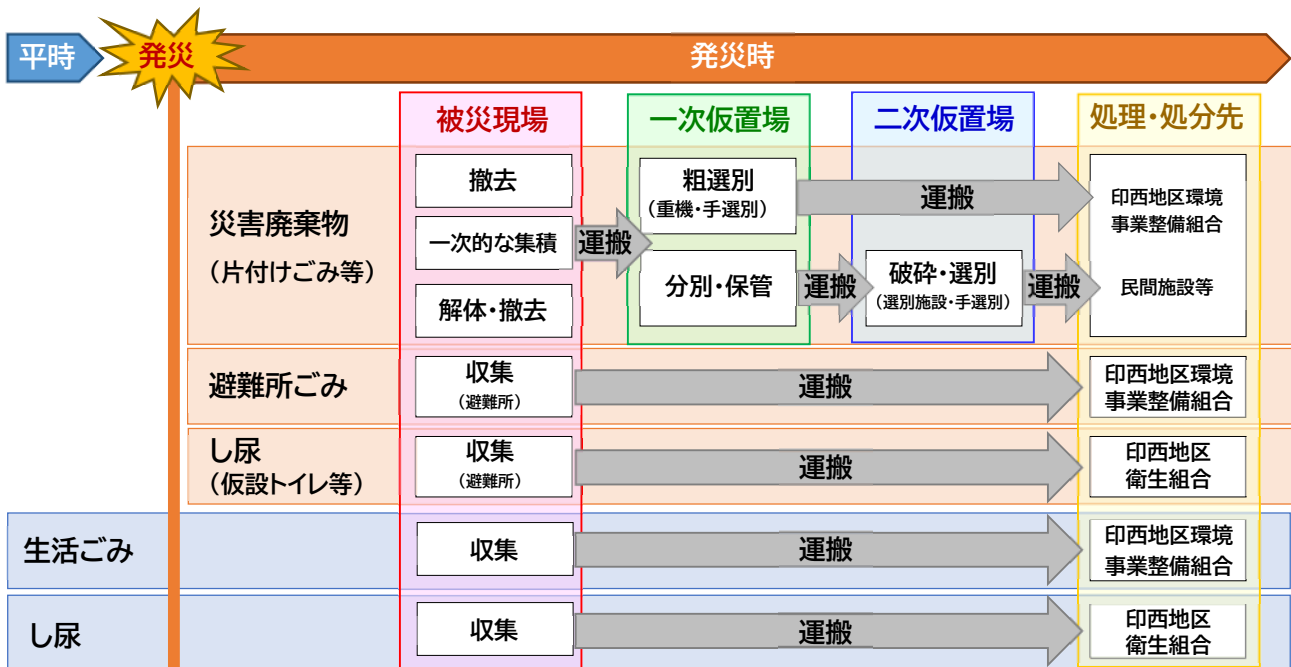 平時
発災
発災時
被災現場
一次仮置場
二次仮置場
処理・処分先
災害廃棄物
（片付けごみ等）
撤去
一次的な集積
解体・撤去
運搬
粗選別
（重機・手選別）
分別・保管
運搬
運搬
破砕・選別
（選別施設・手選別）
運搬
印西地区環境
事業整備組合
民間施設等
避難所ごみ
収集
（避難所）
運搬
印西地区環境
事業整備組合
し尿
（仮設トイレ等）
収集
（避難所）
運搬
印西地区
衛生組合
生活ごみ
収集
運搬
印西地区環境
事業整備組合
し尿
収集
運搬
印西地区
衛生組合